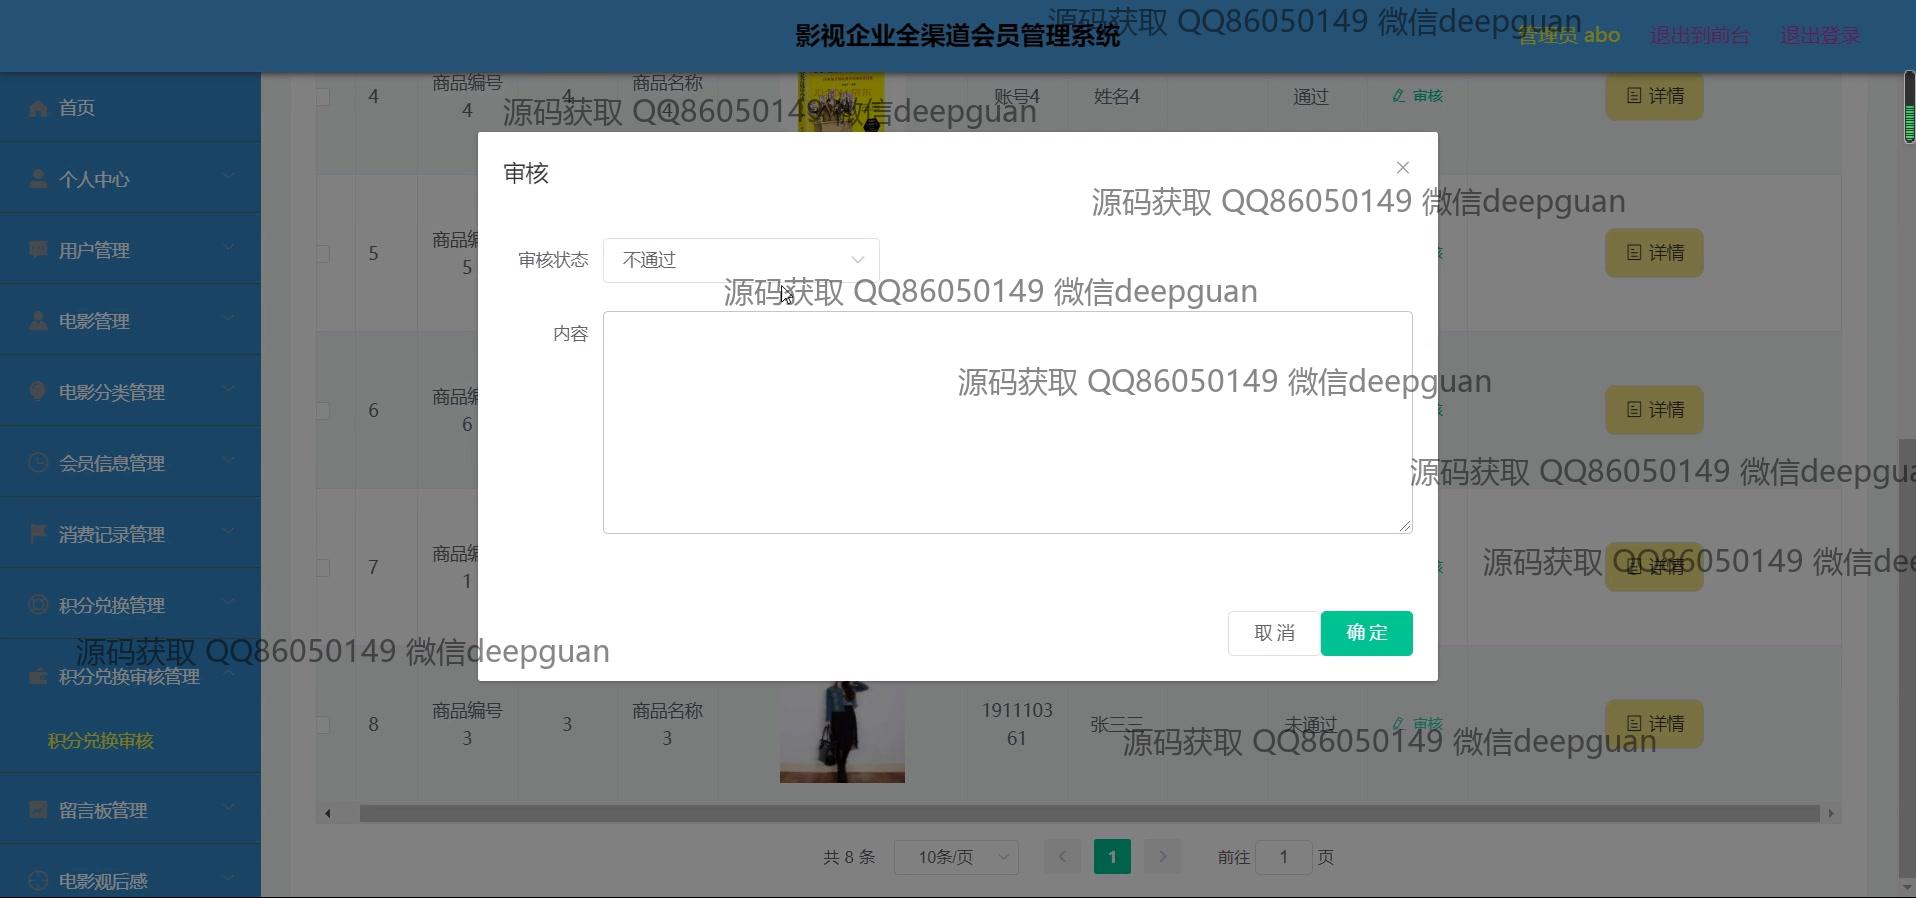 影视企业全渠道会员管理系统
源码获取 QQ86050149 微信deepguan
管理员 abo
退出到前台
退出登录
首页
个人中心
用户管理
电影管理
电影分类管理
会员信息管理
消费记录管理
积分兑换管理
积分兑换审核管理
积分兑换审核
留言板管理
电影观后感
4 商品编号4 4 商品名称4 账号4 姓名4 通过 审核 详情
源码获取 QQ86050149 微信deepguan
审核
源码获取 QQ86050149 微信deepguan
审核状态 不通过
源码获取 QQ86050149 微信deepguan
内容
源码获取 QQ86050149 微信deepguan
取消
确定
5 商品编 5 详情
6 商品编 6 详情
源码获取 QQ86050149 微信deepgua
7 商品编 1 详情
源码获取 QQ86050149 微信dee
源码获取 QQ86050149 微信deepguan
8 商品编号3 3 商品名称3 191110361 张三三 未通过 审核 详情
源码获取 QQ86050149 微信deepguan
共 8 条 10条/页 1 前往 1 页